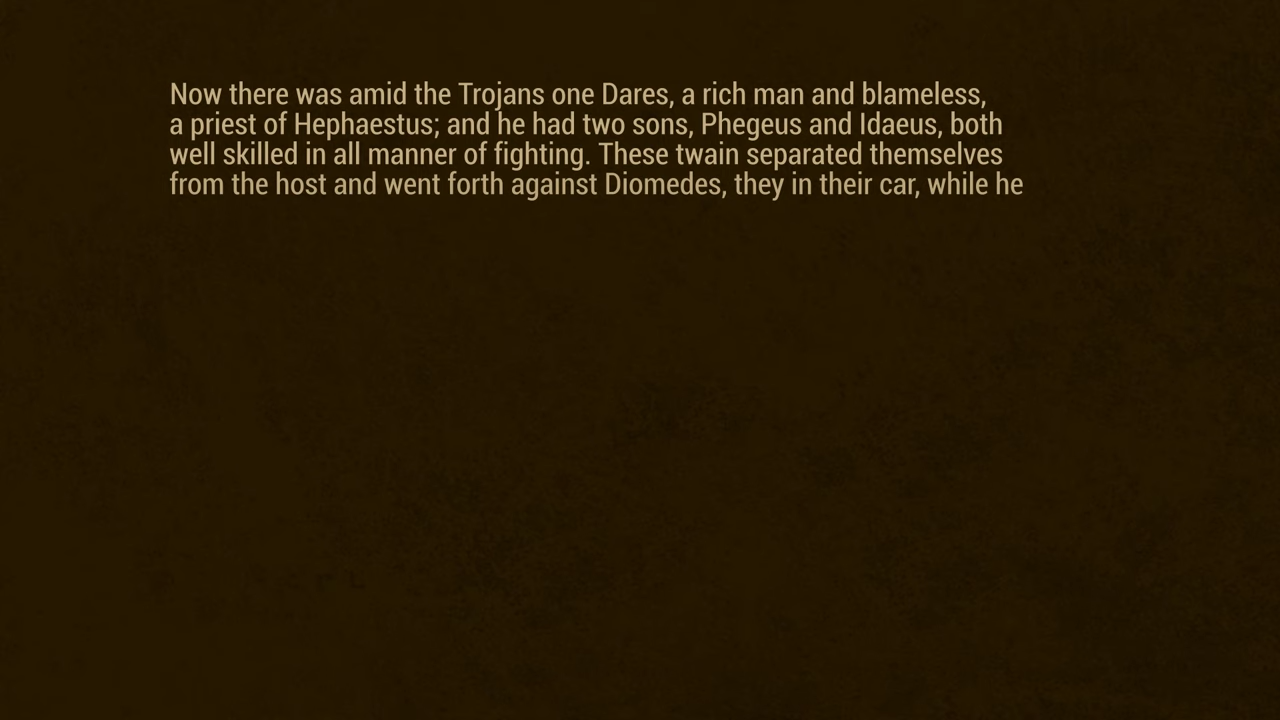 Now there was amid the Trojans one Dares, a rich man and blameless,
a priest of Hephaestus; and he had two sons, Phegeus and Idaeus, both
well skilled in all manner of fighting. These twain separated themselves
from the host and went forth against Diomedes, they in their car, while he